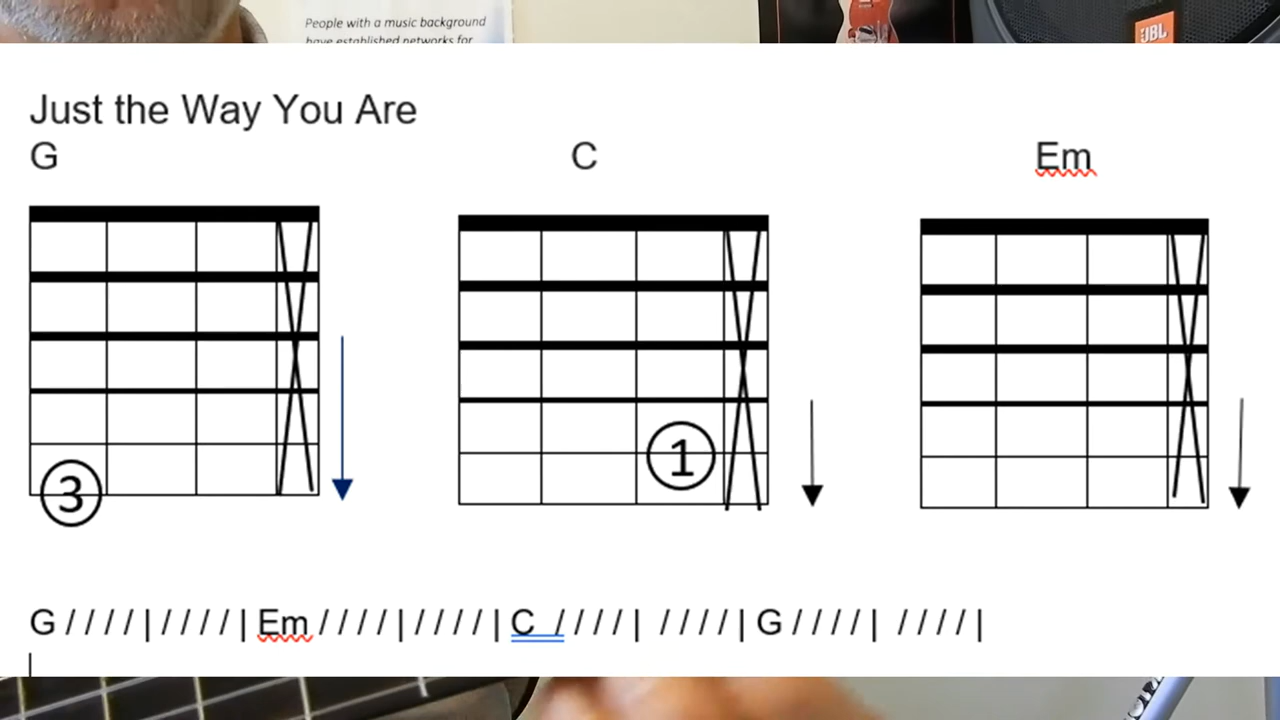 People with a music background
have established networks for
JBL
Just the Way You Are
G C Em
3 1
G / / / / | / / / / | Em / / / / | / / / / | C / / / / | / / / / | G / / / / | / / / / |